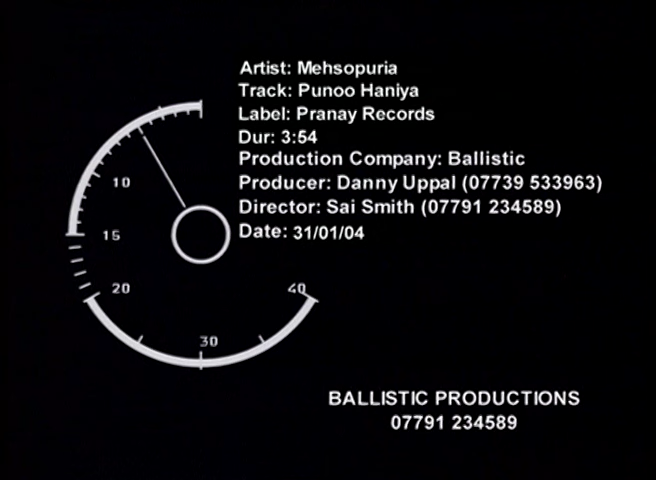 Artist: Mehsopuria
Track: Punoo Haniya
Label: Pranay Records
Dur: 3:54
Production Company: Ballistic
Producer: Danny Uppal (07739 533963)
Director: Sai Smith (07791 234589)
Date: 31/01/04
10
15
20
30
40
BALLISTIC PRODUCTIONS
07791 234589